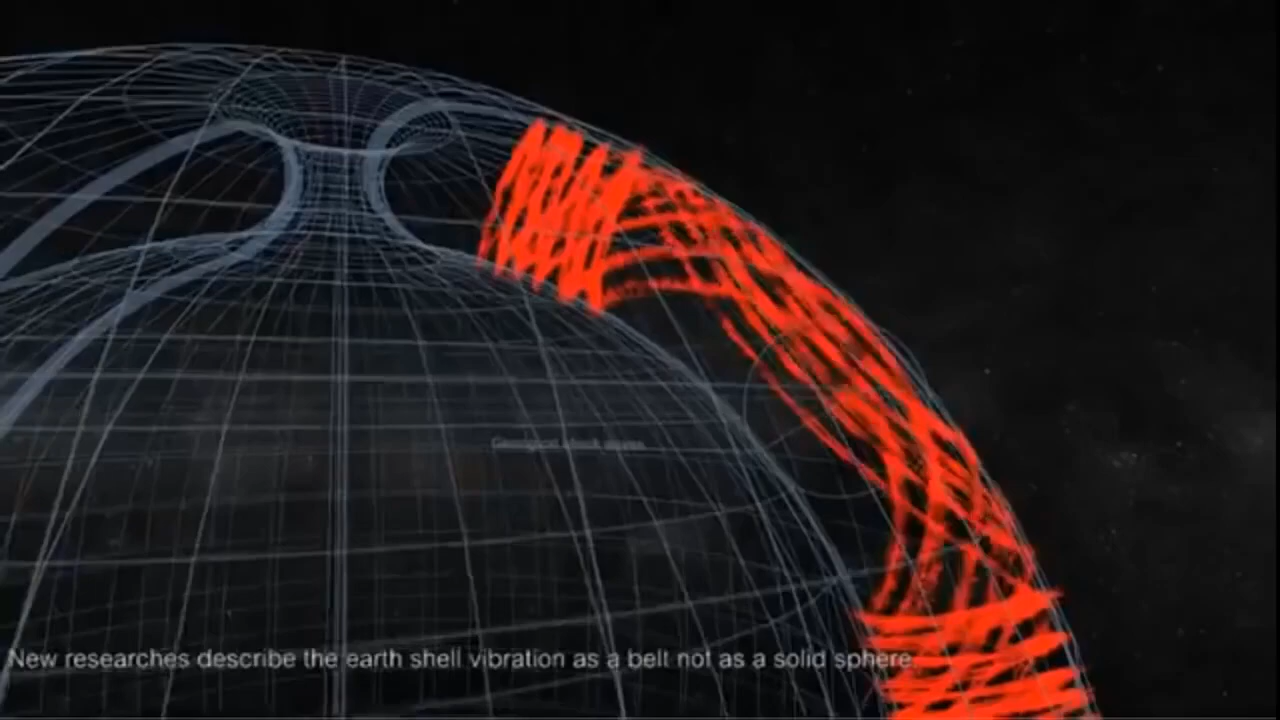 New researches describe the earth shell vibration as a belt not as a solid sphere.